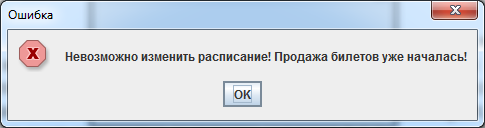 Ошибка
Невозможно изменить расписание! Продажа билетов уже началась!
OK